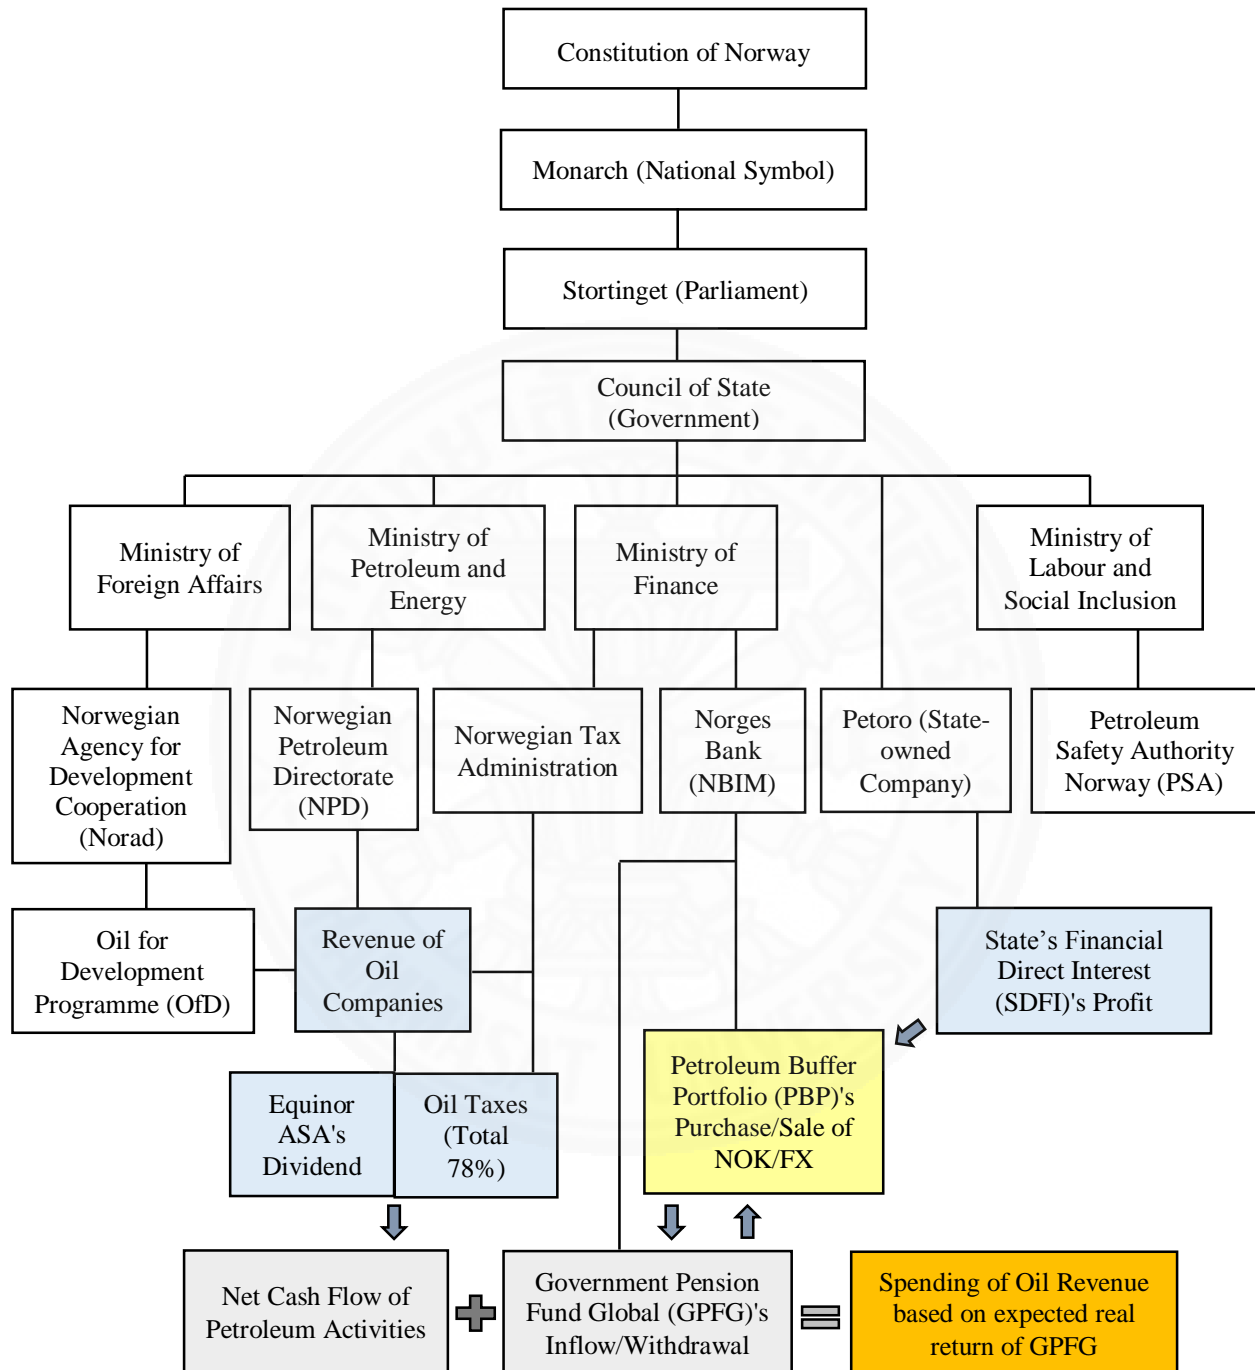 Constitution of Norway
Monarch (National Symbol)
Stortinget (Parliament)
Council of State
(Government)
Ministry of
Foreign Affairs
Ministry of
Petroleum and
Energy
Ministry of
Finance
Ministry of
Labour and
Social Inclusion
Norwegian
Agency for
Development
Cooperation
(Norad)
Norwegian
Petroleum
Directorate
(NPD)
Norwegian Tax
Administration
Norges
Bank
(NBIM)
Petoro (State-
owned
Company)
Petroleum
Safety Authority
Norway (PSA)
Oil for
Development
Programme (OfD)
Revenue of
Oil
Companies
State’s Financial
Direct Interest
(SDFI)'s Profit
Equinor
ASA's
Dividend
Oil Taxes
(Total
78%)
Petroleum Buffer
Portfolio (PBP)'s
Purchase/Sale of
NOK/FX
Net Cash Flow of
Petroleum Activities
Government Pension
Fund Global (GPFG)'s
Inflow/Withdrawal
Spending of Oil Revenue
based on expected real
return of GPFG